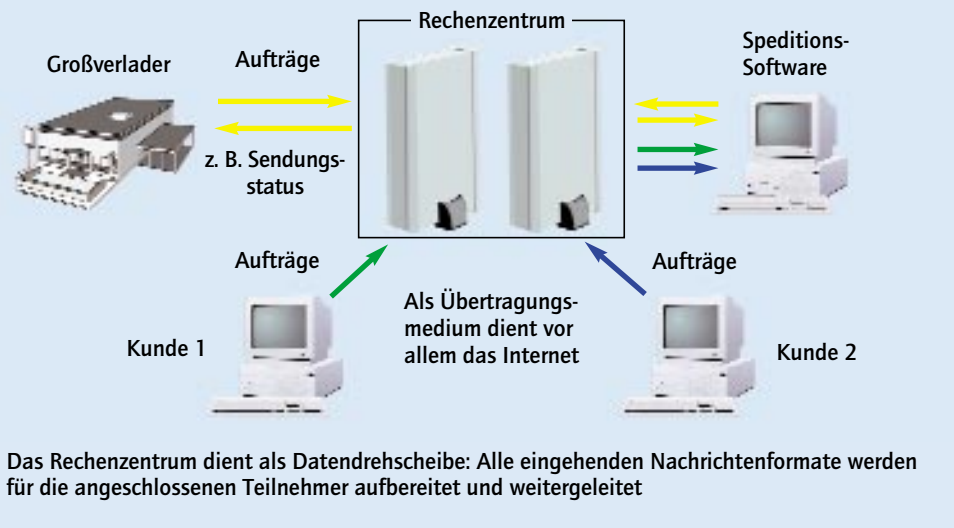 Rechenzentrum
Großverlader
Aufträge
Speditions-
Software
z. B. Sendungs-
status
Aufträge
Aufträge
Als Übertragungs-
medium dient vor
allem das Internet
Kunde 1
Kunde 2
Das Rechenzentrum dient als Datendrehscheibe: Alle eingehenden Nachrichtenformate werden
für die angeschlossenen Teilnehmer aufbereitet und weitergeleitet